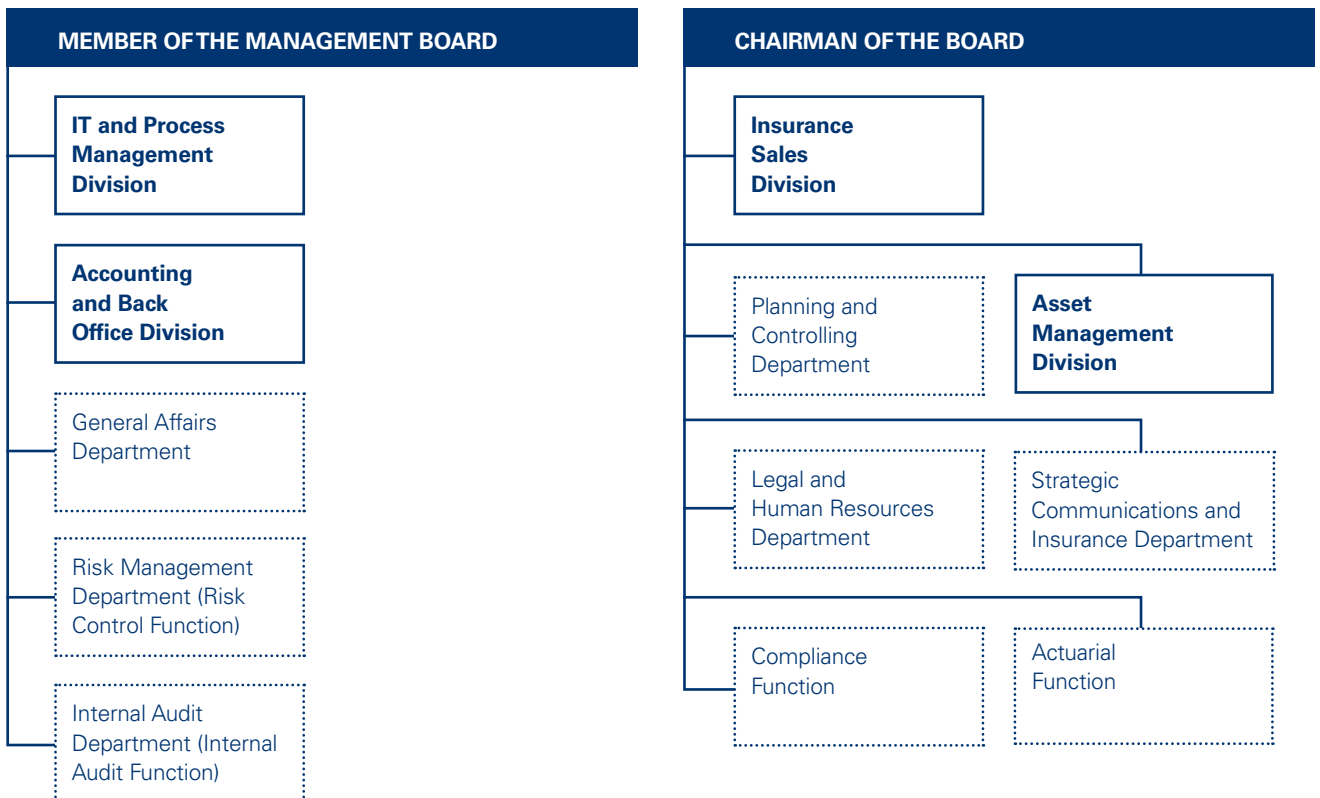 MEMBER OF THE MANAGEMENT BOARD
IT and Process
Management
Division
Accounting
and Back
Office Division
General Affairs
Department
Risk Management
Department (Risk
Control Function)
Internal Audit
Department (Internal
Audit Function)
CHAIRMAN OF THE BOARD
Insurance
Sales
Division
Planning and
Controlling
Department
Asset
Management
Division
Legal and
Human Resources
Department
Strategic
Communications and
Insurance Department
Compliance
Function
Actuarial
Function